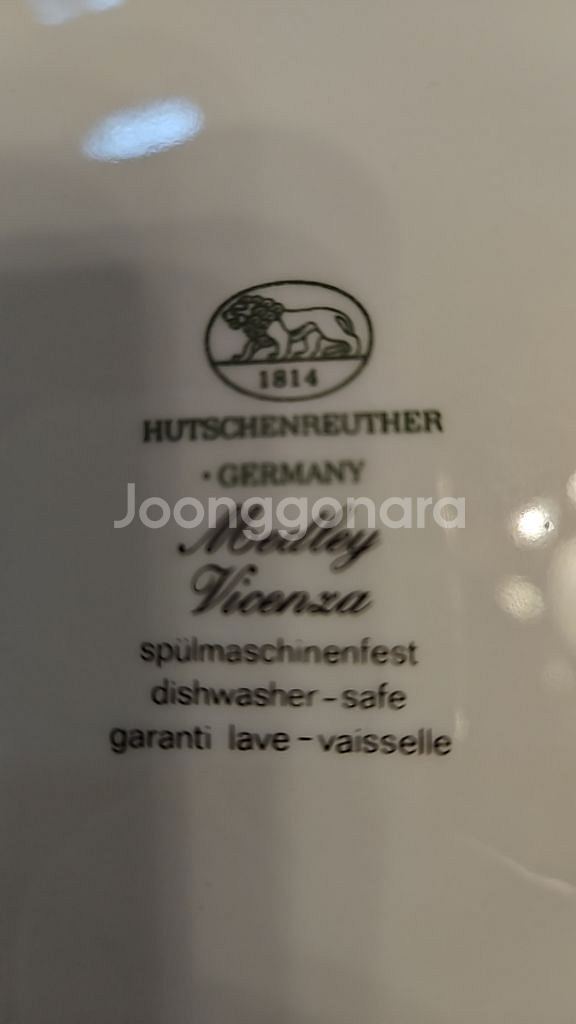 1814
HUTSCHENREUTHER
·GERMANY
Joonggonara
Medley
Vicenza
spülmaschinenfest
dishwasher-safe
garanti lave-vaisselle